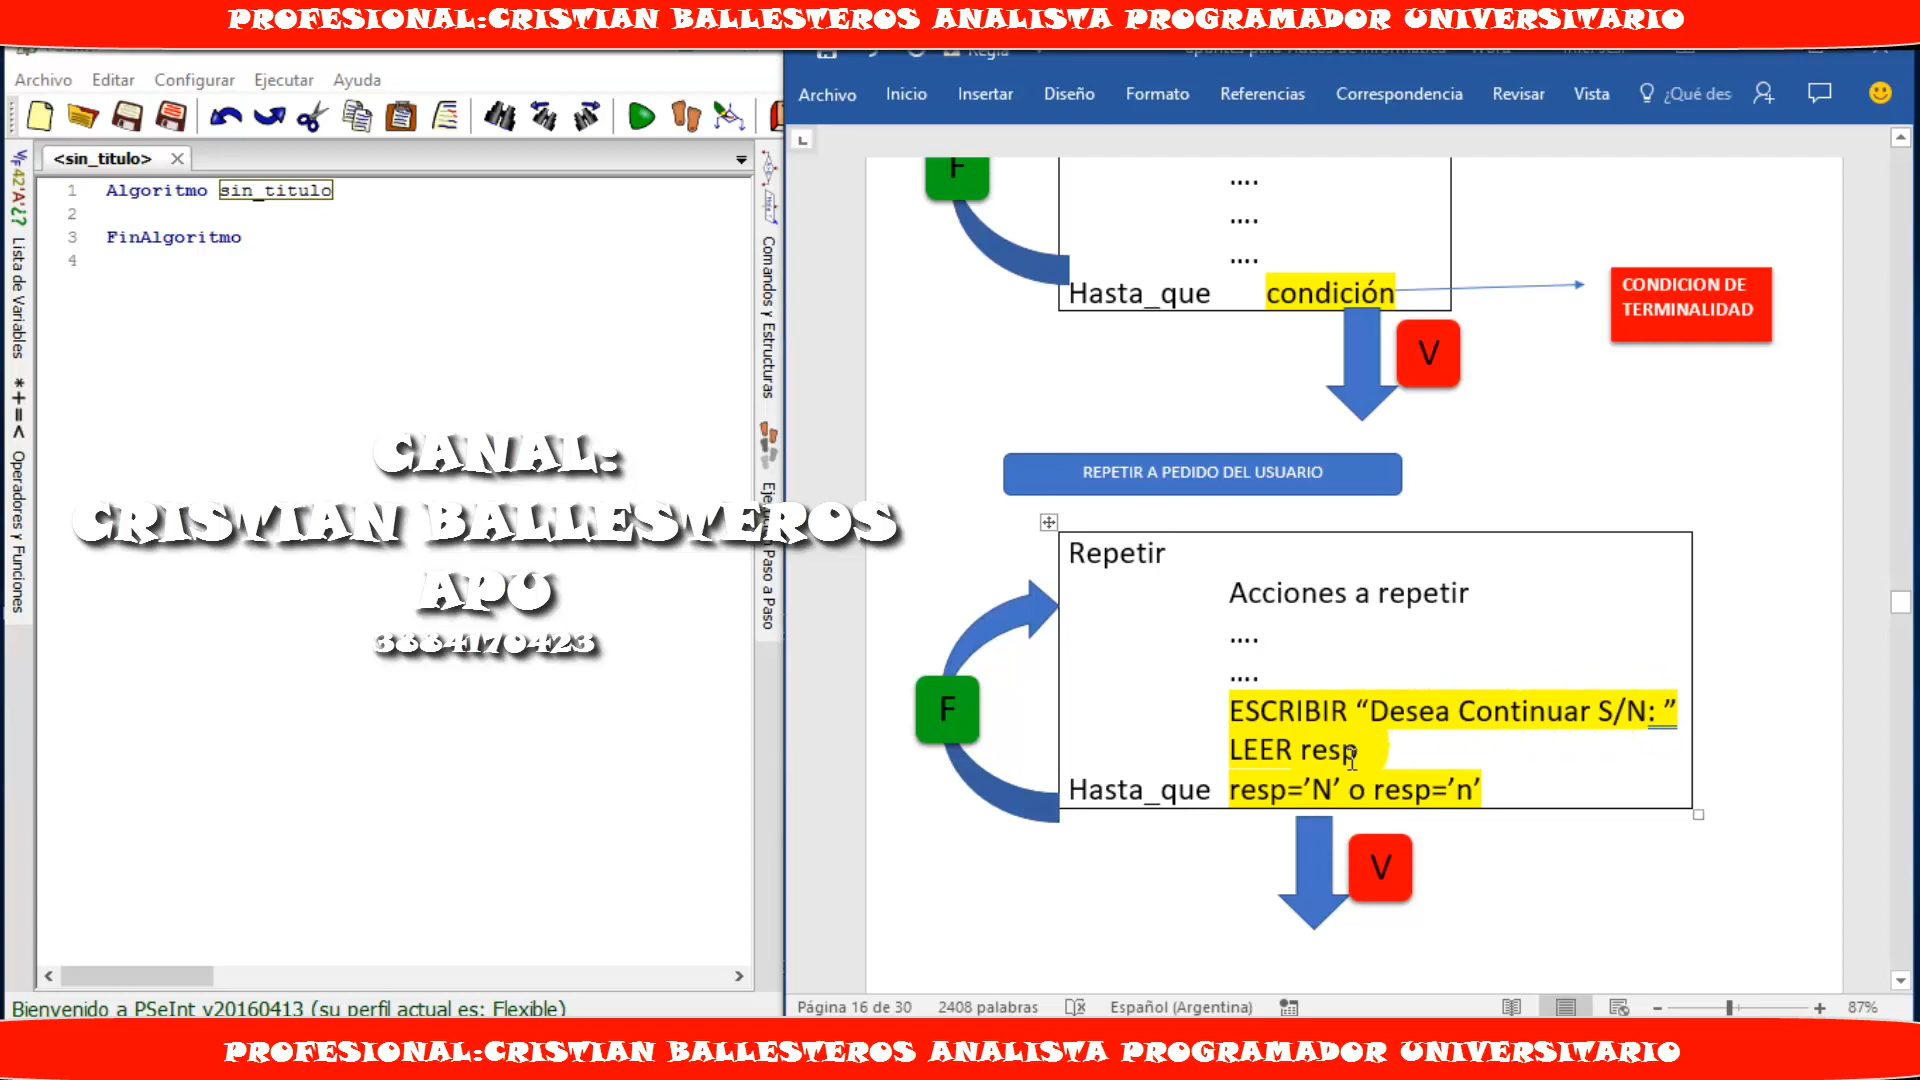 PROFESIONAL:CRISTIAN BALLESTEROS ANALISTA PROGRAMADOR UNIVERSITARIO
Archivo Editar Configurar Ejecutar Ayuda
<sin_titulo>
1 Algoritmo sin_titulo
2
3 FinAlgoritmo
4
Lista de Variables
Operadores y Funciones
Comandos y Estructuras
Paso a Paso
CANAL:
CRISTIAN BALLESTEROS
APU
3884170423
Bienvenido a PSeInt v20160413 (su perfil actual es: Flexible)
Regla
Archivo Inicio Insertar Diseño Formato Referencias Correspondencia Revisar Vista ¿Qué des
F
....
....
....
Hasta_que condición
CONDICION DE
TERMINALIDAD
V
REPETIR A PEDIDO DEL USUARIO
Repetir
Acciones a repetir
....
....
F
ESCRIBIR “Desea Continuar S/N: ”
LEER resp
Hasta_que resp=’N’ o resp=’n’
V
Página 16 de 30 2408 palabras Español (Argentina) 87%
PROFESIONAL:CRISTIAN BALLESTEROS ANALISTA PROGRAMADOR UNIVERSITARIO